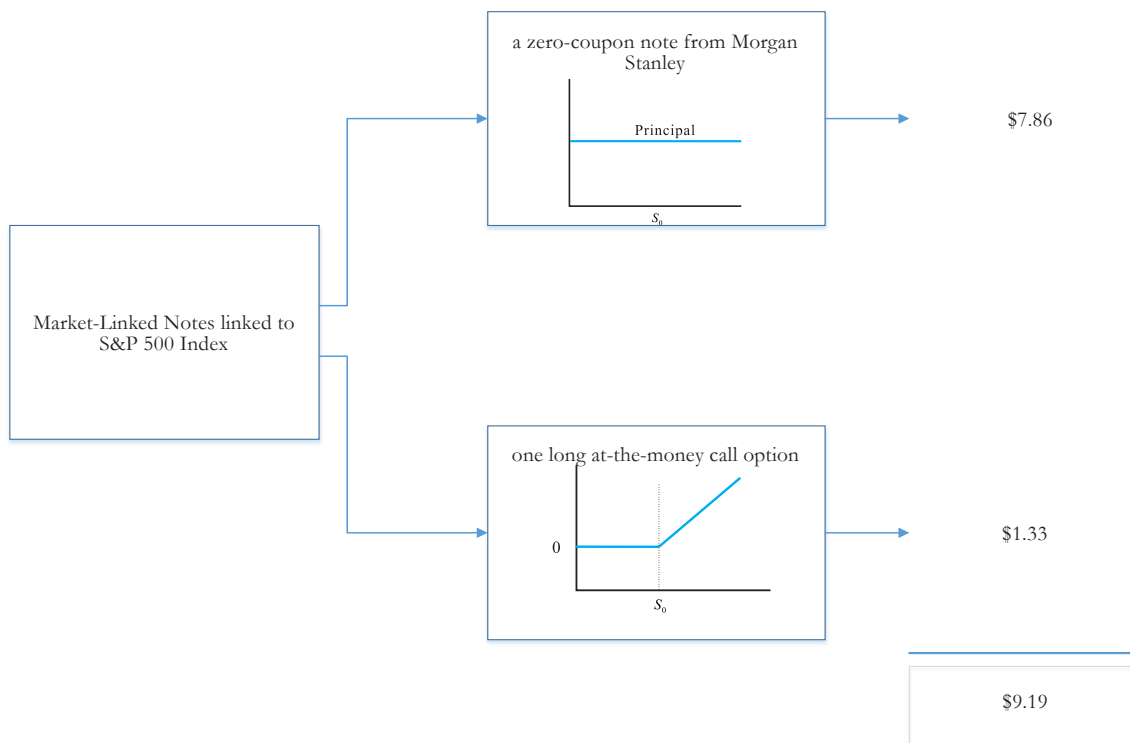 a zero-coupon note from Morgan
Stanley
Principal
S₀
$7.86
Market-Linked Notes linked to
S&P 500 Index
one long at-the-money call option
0
S₀
$1.33
$9.19